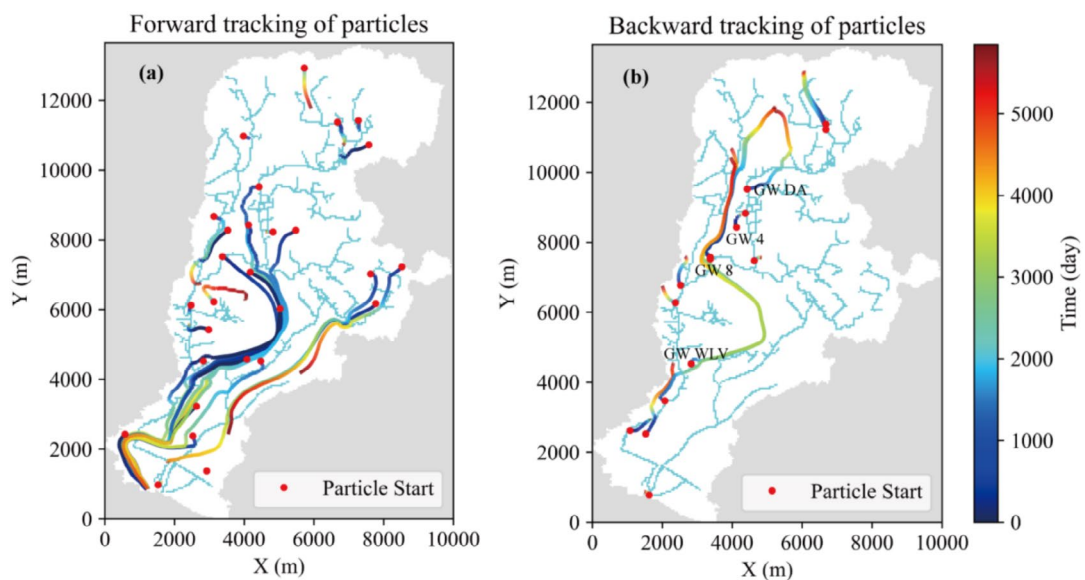 Forward tracking of particles
Backward tracking of particles
(a)
(b)
12000
10000
8000
6000
4000
2000
0
Y (m)
0 2000 4000 6000 8000 10000
X (m)
Particle Start
12000
10000
8000
6000
4000
2000
0
Y (m)
GW DA
GW 4
GW 8
GW WLV
Particle Start
0 2000 4000 6000 8000 10000
X (m)
5000
4000
3000
2000
1000
0
Time (day)